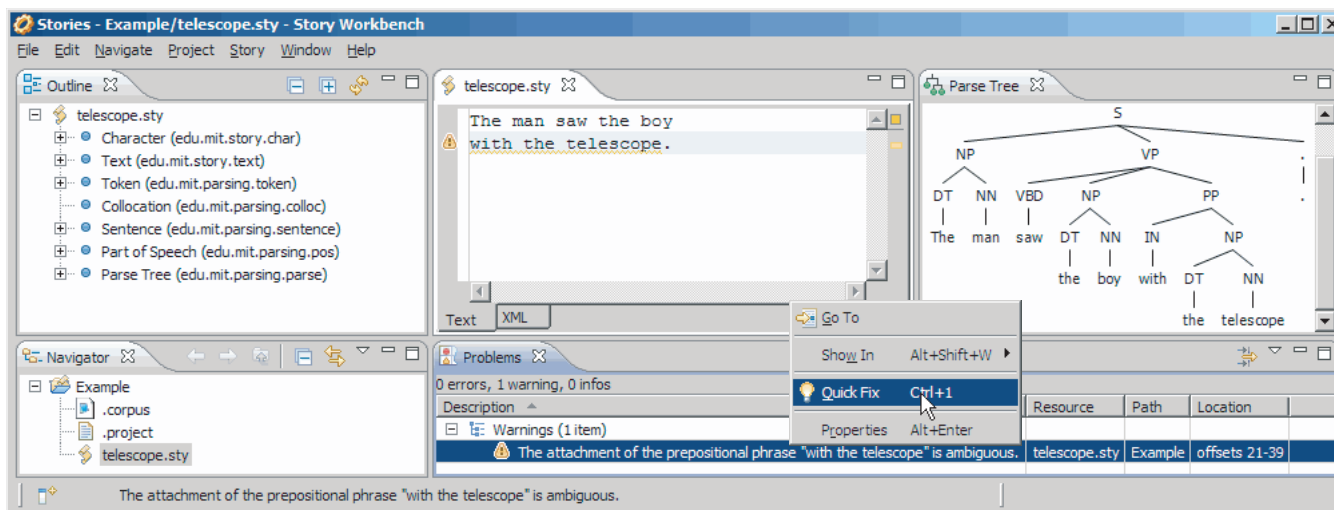 Stories - Example/telescope.sty - Story Workbench
File Edit Navigate Project Story Window Help
Outline
telescope.sty
Character (edu.mit.story.char)
Text (edu.mit.story.text)
Token (edu.mit.parsing.token)
Collocation (edu.mit.parsing.colloc)
Sentence (edu.mit.parsing.sentence)
Part of Speech (edu.mit.parsing.pos)
Parse Tree (edu.mit.parsing.parse)
telescope.sty
The man saw the boy
with the telescope.
Text XML
Parse Tree
S
NP VP .
DT NN VBD NP PP .
The man saw DT NN IN NP
the boy with DT NN
the telescope
Navigator
Example
.corpus
.project
telescope.sty
Problems
0 errors, 1 warning, 0 infos
Description Resource Path Location
Warnings (1 item)
The attachment of the prepositional phrase "with the telescope" is ambiguous. telescope.sty Example offsets 21-39
Go To
Show In Alt+Shift+W
Quick Fix Ctrl+1
Properties Alt+Enter
The attachment of the prepositional phrase "with the telescope" is ambiguous.